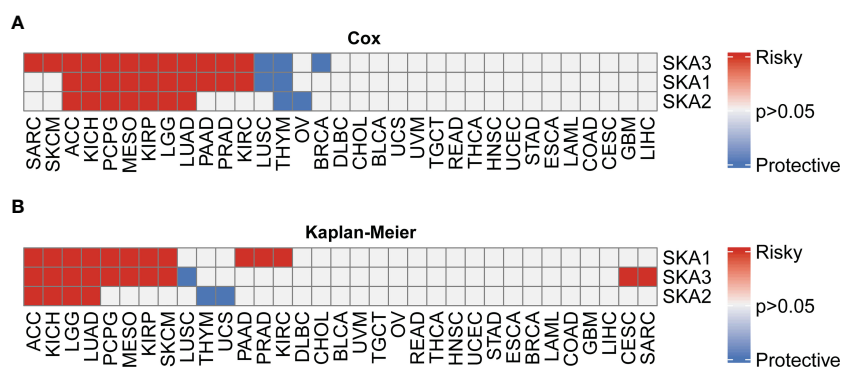 A
Cox
SKA3
SKA1
SKA2
SARC
SKCM
ACC
KICH
PCPG
MESO
KIRP
LGG
LUAD
PAAD
PRAD
KIRC
LUSC
THYM
OV
BRCA
DLBC
CHOL
BLCA
UCS
UVM
TGCT
READ
THCA
HNSC
UCEC
STAD
ESCA
LAML
COAD
CESC
GBM
LIHC
Risky
p>0.05
Protective
B
Kaplan-Meier
SKA1
SKA3
SKA2
ACC
KICH
LGG
LUAD
PCPG
MESO
KIRP
SKCM
LUSC
THYM
UCS
PAAD
PRAD
KIRC
DLBC
CHOL
BLCA
UVM
TGCT
OV
READ
THCA
HNSC
UCEC
STAD
ESCA
BRCA
LAML
COAD
GBM
LIHC
CESC
SARC
Risky
p>0.05
Protective